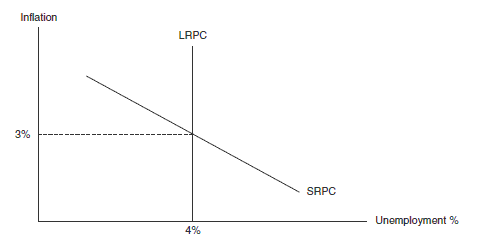 Inflation
LRPC
3%
SRPC
Unemployment %
4%